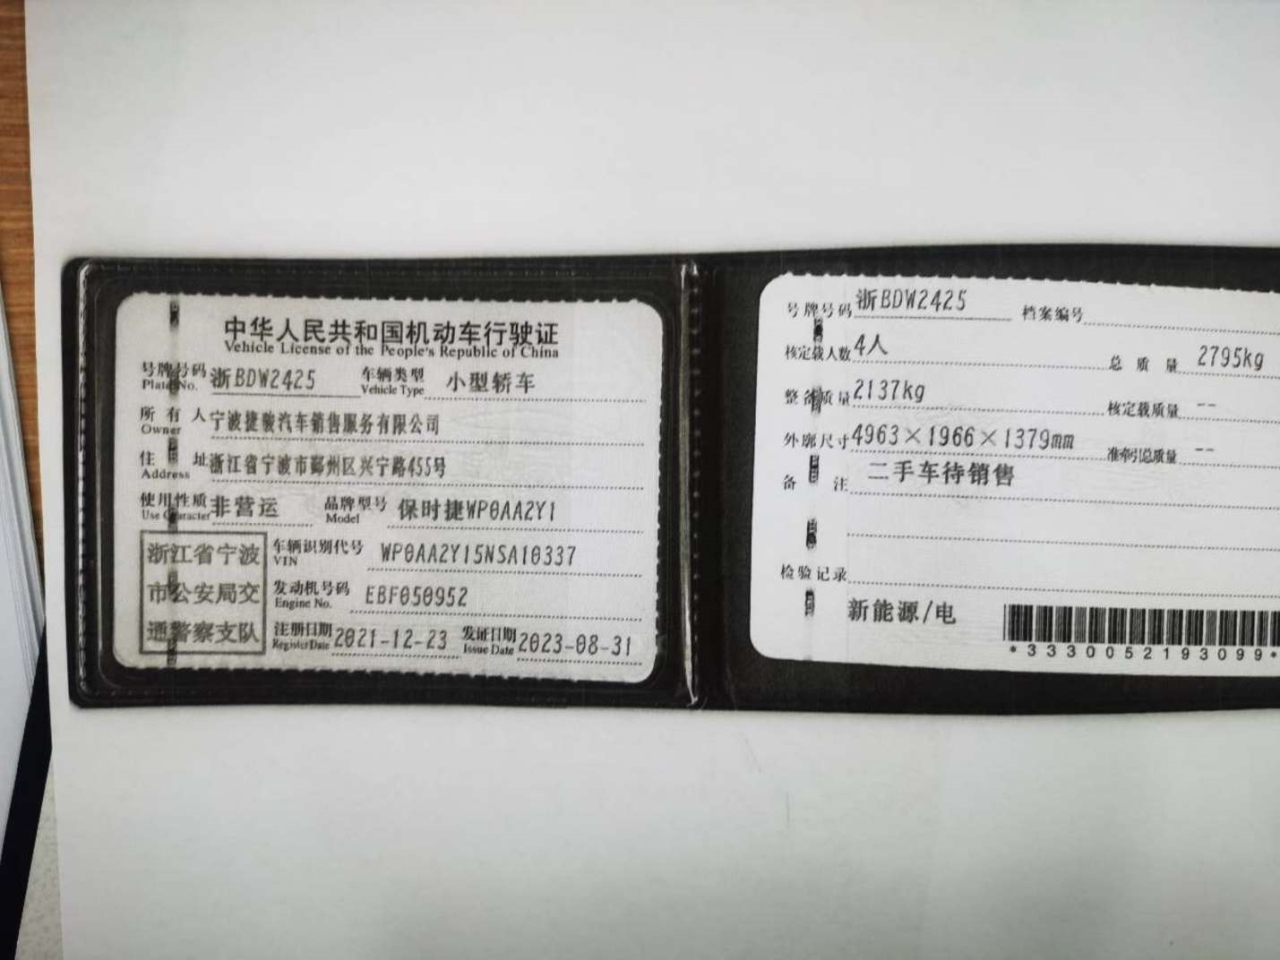 中华人民共和国机动车行驶证
Vehicle License of the People's Republic of China
号牌号码 浙BDW2425 车辆类型 小型轿车
Plate No. Vehicle Type
所有人 宁波捷骏汽车销售服务有限公司
Owner
住址 浙江省宁波市鄞州区兴宁路455号
Address
使用性质 非营运 品牌型号 保时捷WP0AA2Y1
Use Character Model
浙江省宁波
市公安局交
通警察支队
车辆识别代号 WP0AA2Y15NSA10337
VIN
发动机号码 EBF050952
Engine No.
注册日期 2021-12-23 发证日期 2023-08-31
Register Date Issue Date
号牌号码 浙BDW2425 档案编号
核定载人数 4人 总质量 2795kg
整备质量 2137kg 核定载质量 --
外廓尺寸 4963×1966×1379mm 准牵引总质量 --
备注 二手车待销售
检验记录
新能源/电
*3330052193099*